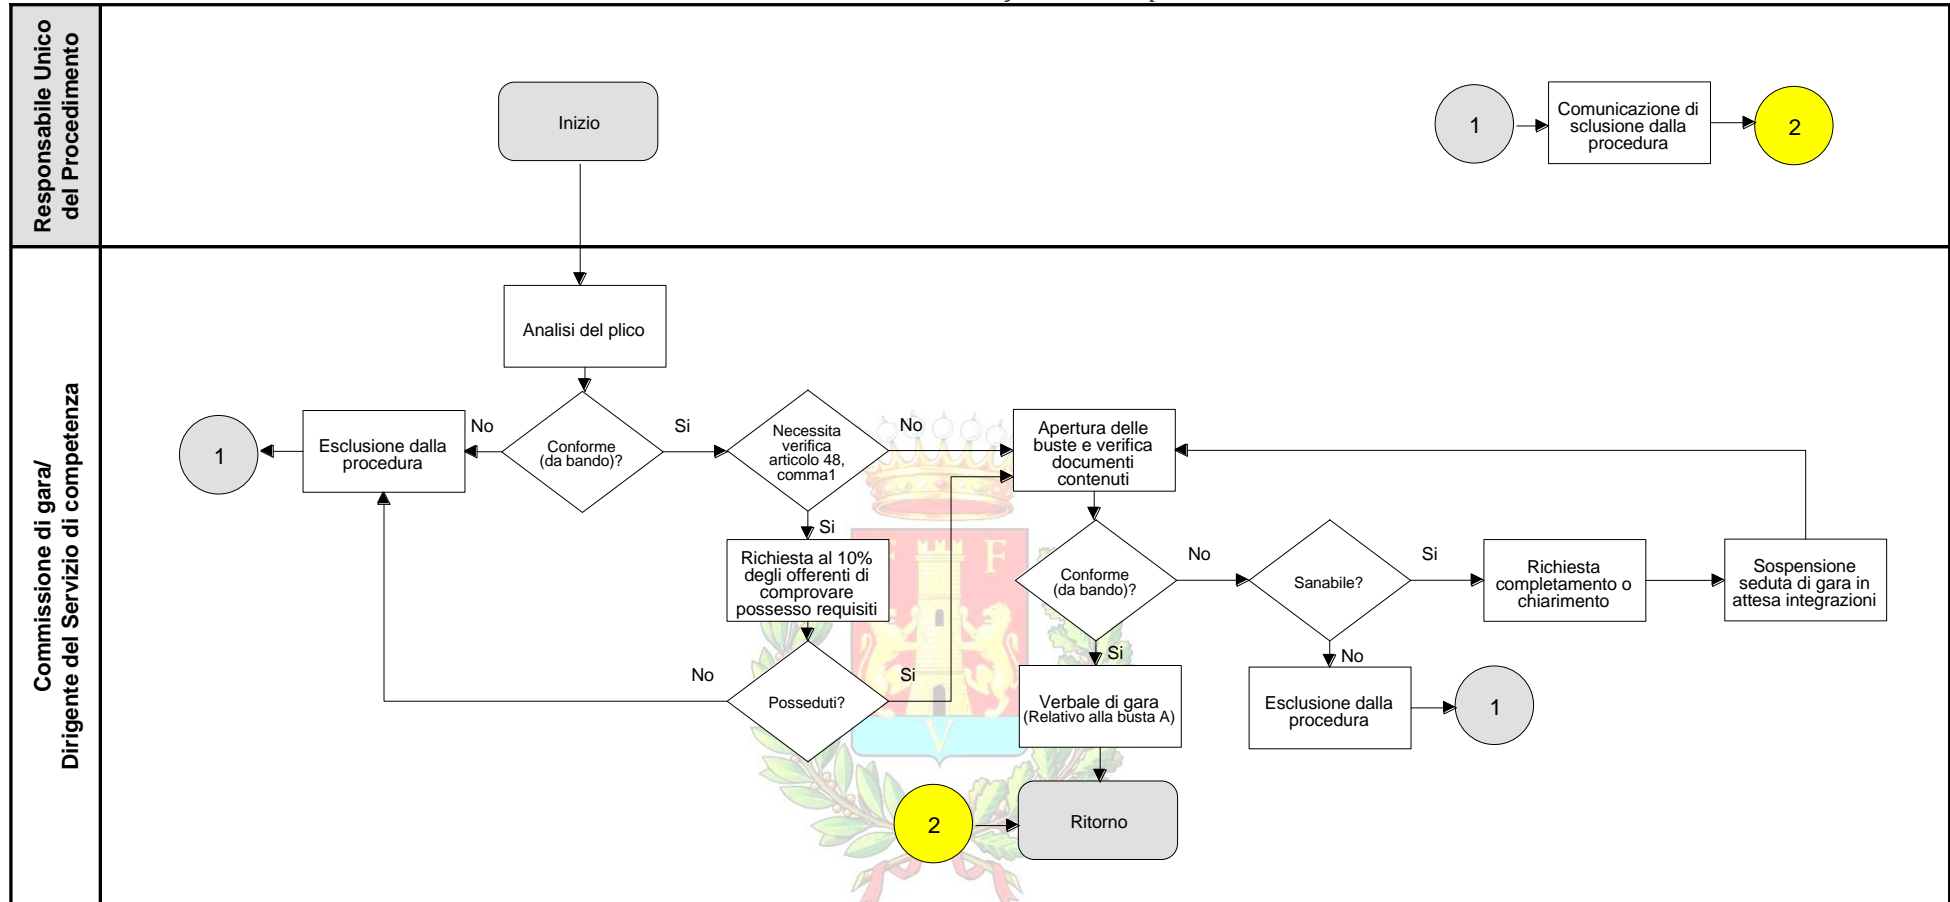 Responsabile Unico
del Procedimento
Inizio
1
Comunicazione di
sclusione dalla
procedura
2
Commissione di gara/
Dirigente del Servizio di competenza
Analisi del plico
1
Esclusione dalla
procedura
No
Conforme
(da bando)?
Si
Necessita
verifica
articolo 48,
comma1
No
Apertura delle
buste e verifica
documenti
contenuti
Si
Richiesta al 10%
degli offerenti di
comprovare
possesso requisiti
F
F
Conforme
(da bando)?
No
Sanabile?
Si
Richiesta
completamento o
chiarimento
Sospensione
seduta di gara in
attesa integrazioni
No
Posseduti?
Si
Si
Verbale di gara
(Relativo alla busta A)
No
Esclusione dalla
procedura
1
V
2
Ritorno